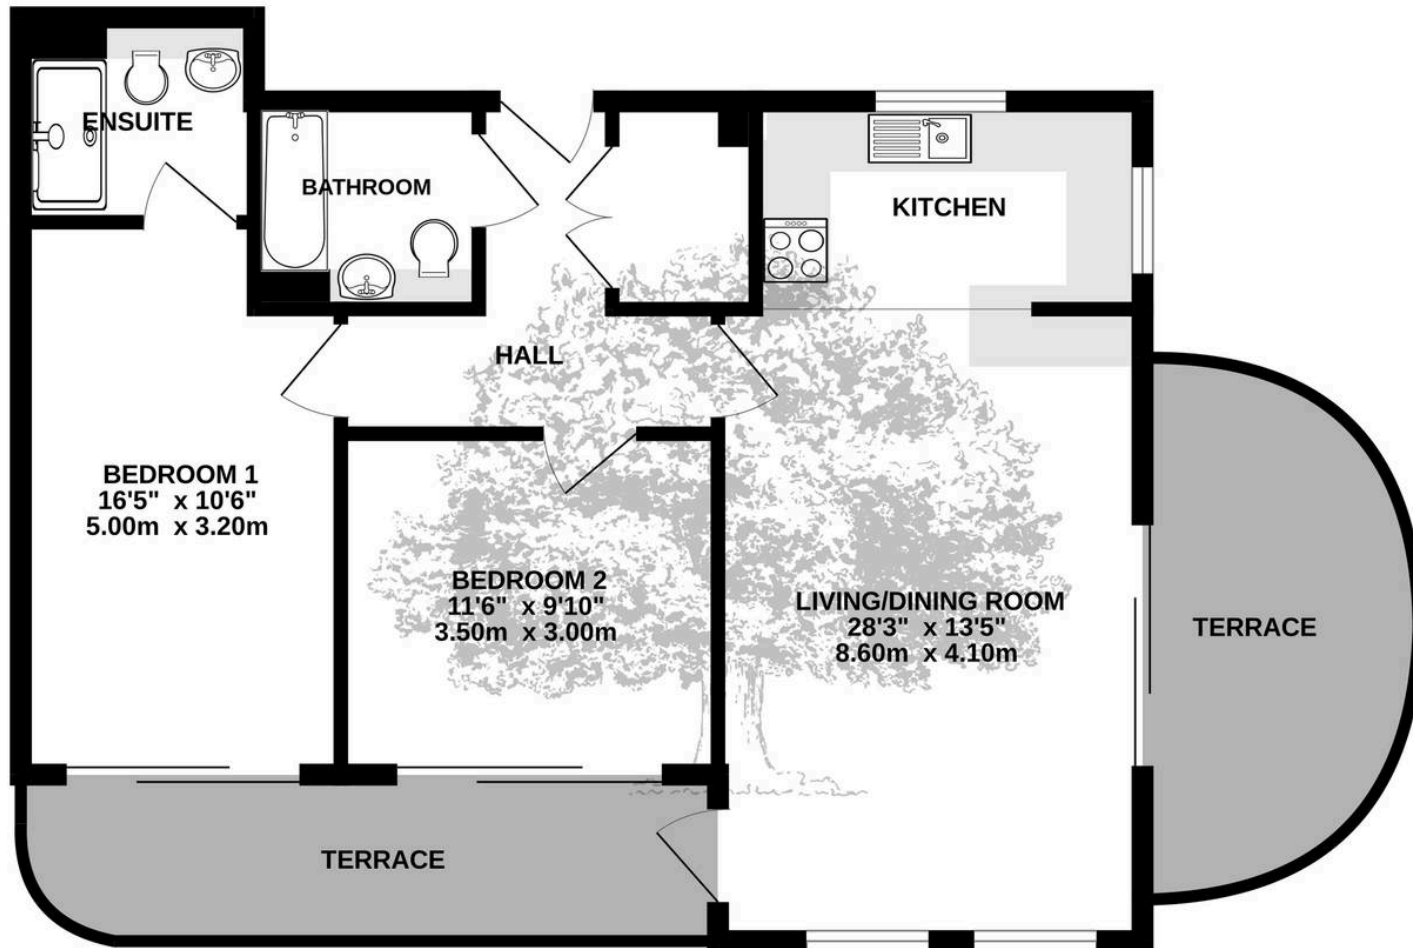 ENSUITE
BATHROOM
KITCHEN
HALL
BEDROOM 1
16'5" x 10'6"
5.00m x 3.20m
BEDROOM 2
11'6" x 9'10"
3.50m x 3.00m
LIVING/DINING ROOM
28'3" x 13'5"
8.60m x 4.10m
TERRACE
TERRACE